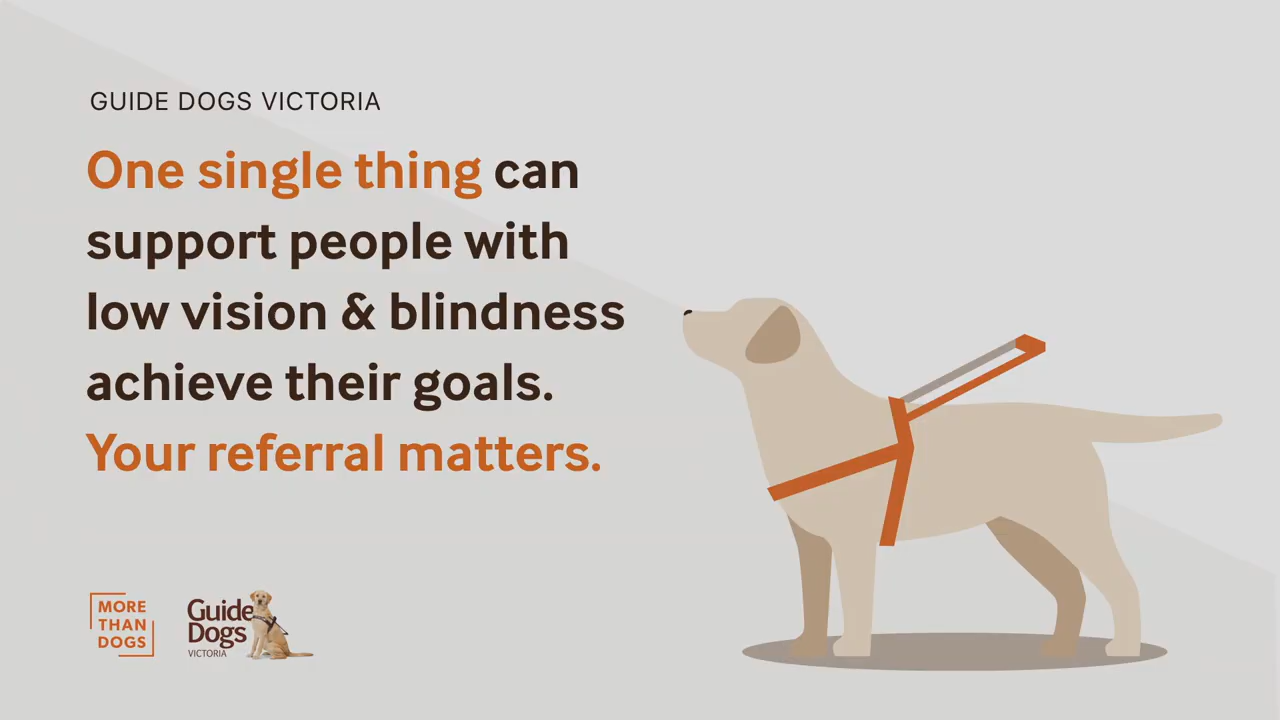 GUIDE DOGS VICTORIA
One single thing can
support people with
low vision & blindness
achieve their goals.
Your referral matters.
MORE
THAN
DOGS
Guide
Dogs
VICTORIA